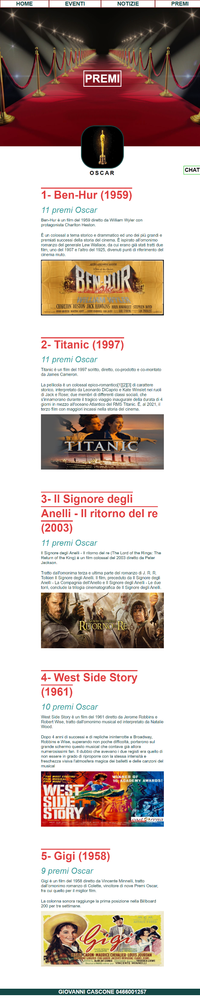 HOME EVENTI NOTIZIE PREMI
PREMI
OSCAR
CHAT
1- Ben-Hur (1959)
11 premi Oscar
Ben-Hur è un film del 1959 diretto da William Wyler con
protagonista Charlton Heston.
È un colossal a tema storico e drammatico ed uno dei più grandi e
premiati successi della storia del cinema. È ispirato all'omonimo
romanzo del generale Lew Wallace, da cui erano già stati tratti due
film, uno del 1907 e l'altro del 1925, divenuti punti di riferimento del
cinema muto.
METRO GOLDWYN MAYER
A Tale of the Christ
BEN-HUR
WILLIAM WYLER
CHARLTON HESTON · JACK HAWKINS · HAYA HARAREET · STEPHEN BOYD
HUGH GRIFFITH · MARTHA SCOTT CATHY O'DONNELL · SAM JAFFE KARL TUNBERG SAM ZIMBALIST
2- Titanic (1997)
11 premi Oscar
Titanic è un film del 1997 scritto, diretto, co-prodotto e co-montato
da James Cameron.
La pellicola è un colossal epico-romantico[1][2][3] di carattere
storico, interpretato da Leonardo DiCaprio e Kate Winslet nei ruoli
di Jack e Rose; due membri di differenti classi sociali, che
s'innamorano durante il tragico viaggio inaugurale della durata di 4
giorni in mezzo all'oceano Atlantico del RMS Titanic. È, al 2021, il
terzo film con maggiori incassi nella storia del cinema.
TITANIC
3- Il Signore degli
Anelli - Il ritorno del re
(2003)
11 premi Oscar
Il Signore degli Anelli - Il ritorno del re (The Lord of the Rings: The
Return of the King) è un film colossal del 2003 diretto da Peter
Jackson.
Tratto dall'omonima terza e ultima parte del romanzo di J. R. R.
Tolkien Il Signore degli Anelli. Il film, preceduto da Il Signore degli
Anelli - La Compagnia dell'Anello e Il Signore degli Anelli - Le due
torri, conclude la trilogia cinematografica de Il Signore degli Anelli.
IL SIGNORE DEGLI ANELLI
RITORNO DEL RE
4- West Side Story
(1961)
10 premi Oscar
West Side Story è un film del 1961 diretto da Jerome Robbins e
Robert Wise, tratto dall'omonimo musical ed interpretato da Natalie
Wood.
Dopo 4 anni di successi e di repliche ininterrotte a Broadway,
Robbins e Wise, superando non poche difficoltà, portarono sul
grande schermo questo musical che contava già allora
numerosissimi fan. Il dubbio che avevano i due registi era quello di
non essere in grado di riproporre con la stessa intensità e
freschezza visiva l'atmosfera magica dei balletti e delle canzoni del
musical
"THE MOST EXCITING
FILM MUSICAL
EVER MADE"
WINNER OF
10 ACADEMY AWARDS!
WEST
SIDE
STORY
5- Gigi (1958)
9 premi Oscar
Gigi è un film del 1958 diretto da Vincente Minnelli, tratto
dall'omonimo romanzo di Colette, vincitore di nove Premi Oscar,
fra cui quello per il miglior film.
La colonna sonora raggiunge la prima posizione nella Billboard
200 per tre settimane.
M G M
ARTHUR FREED
Gigi
COLETTE
LESLIE CARON · MAURICE CHEVALIER · LOUIS JOURDAN
HERMIONE GINGOLD · EVA GABOR · JACQUES BERGERAC · ISABEL JEANS
ALAN JAY LERNER FREDERICK LOEWE
VINCENTE MINNELLI
GIOVANNI CASCONE 0466001257